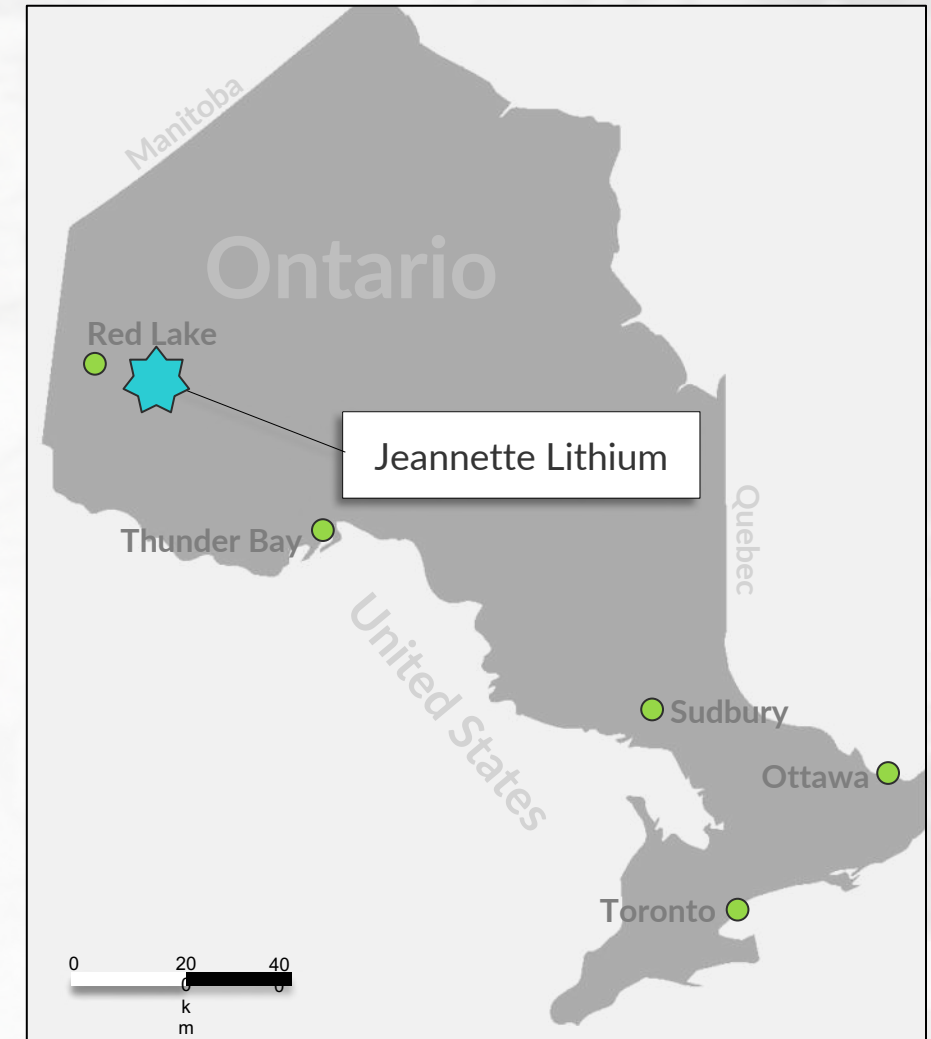 Manitoba
Ontario
Red Lake
Jeannette Lithium
Quebec
Thunder Bay
United States
Sudbury
Ottawa
Toronto
0 20 40
0 0
k
m